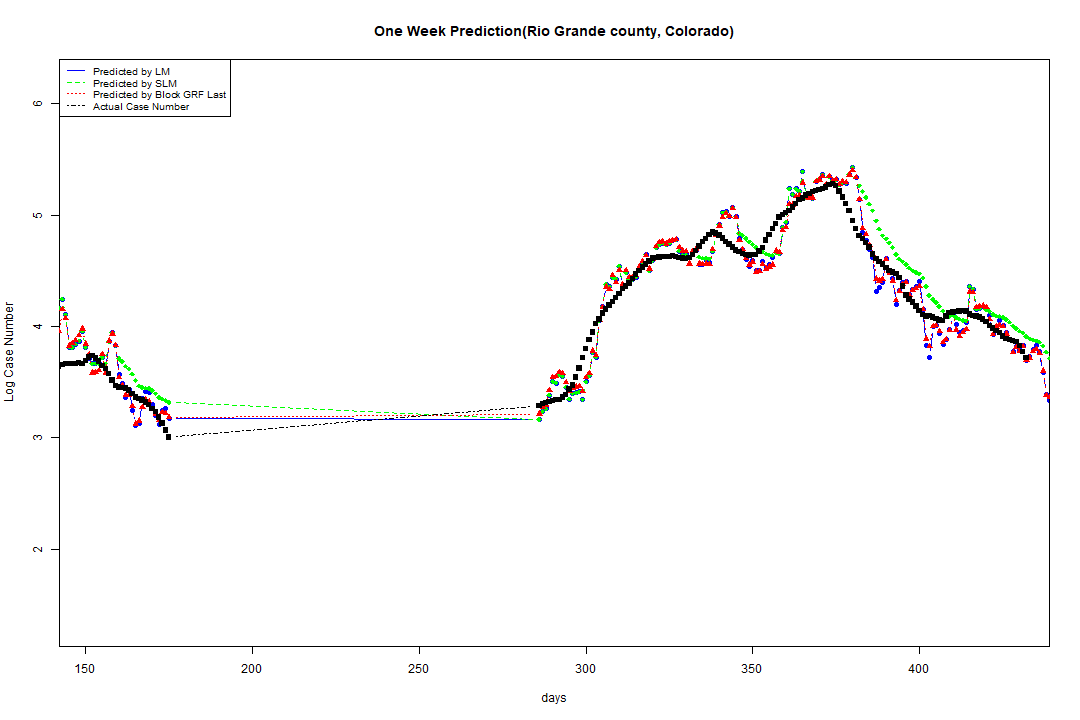 One Week Prediction(Rio Grande county, Colorado)
Predicted by LM
Predicted by SLM
Predicted by Block GRF Last
Actual Case Number
6
5
4
3
2
Log Case Number
150 200 250 300 350 400
days